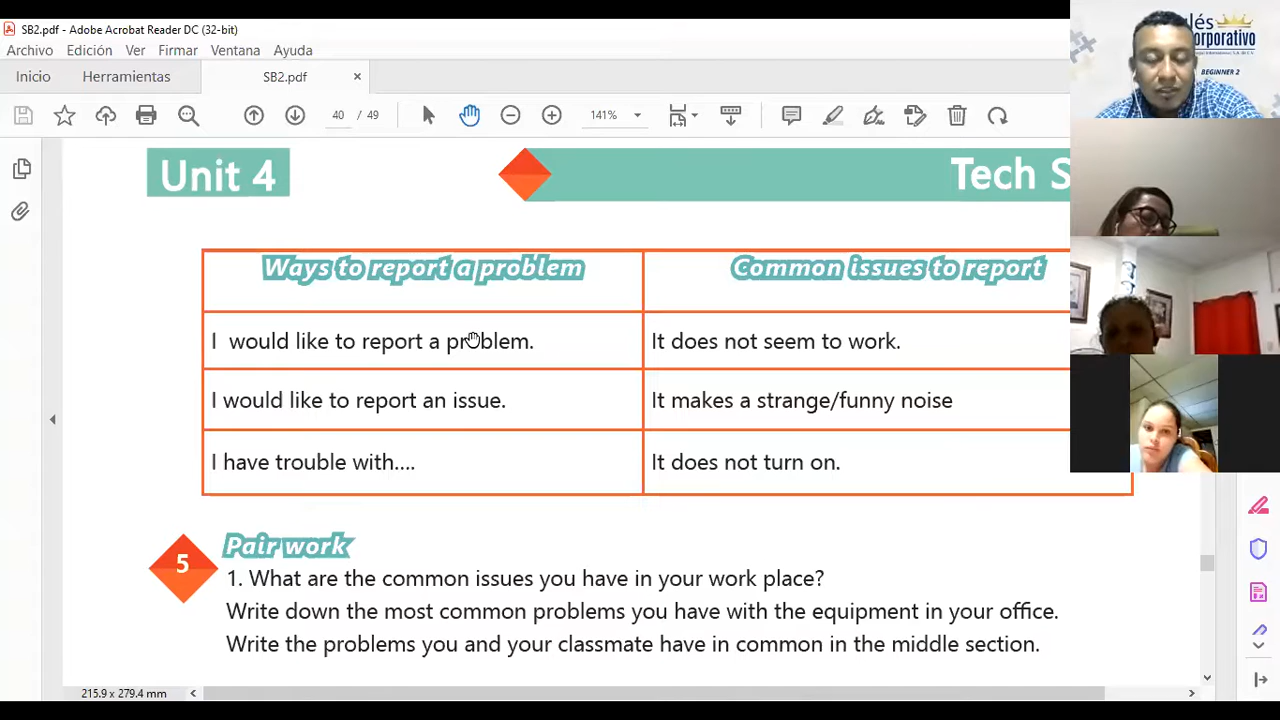 SB2.pdf - Adobe Acrobat Reader DC (32-bit)
Archivo Edición Ver Firmar Ventana Ayuda
Inicio Herramientas SB2.pdf ×
40 / 49 141%
Unit 4 Tech S
Ways to report a problem Common issues to report
I would like to report a problem. It does not seem to work.
I would like to report an issue. It makes a strange/funny noise
I have trouble with.... It does not turn on.
5 Pair work
1. What are the common issues you have in your work place?
Write down the most common problems you have with the equipment in your office.
Write the problems you and your classmate have in common in the middle section.
215.9 x 279.4 mm
lés
orporativo
BEGINNER 2